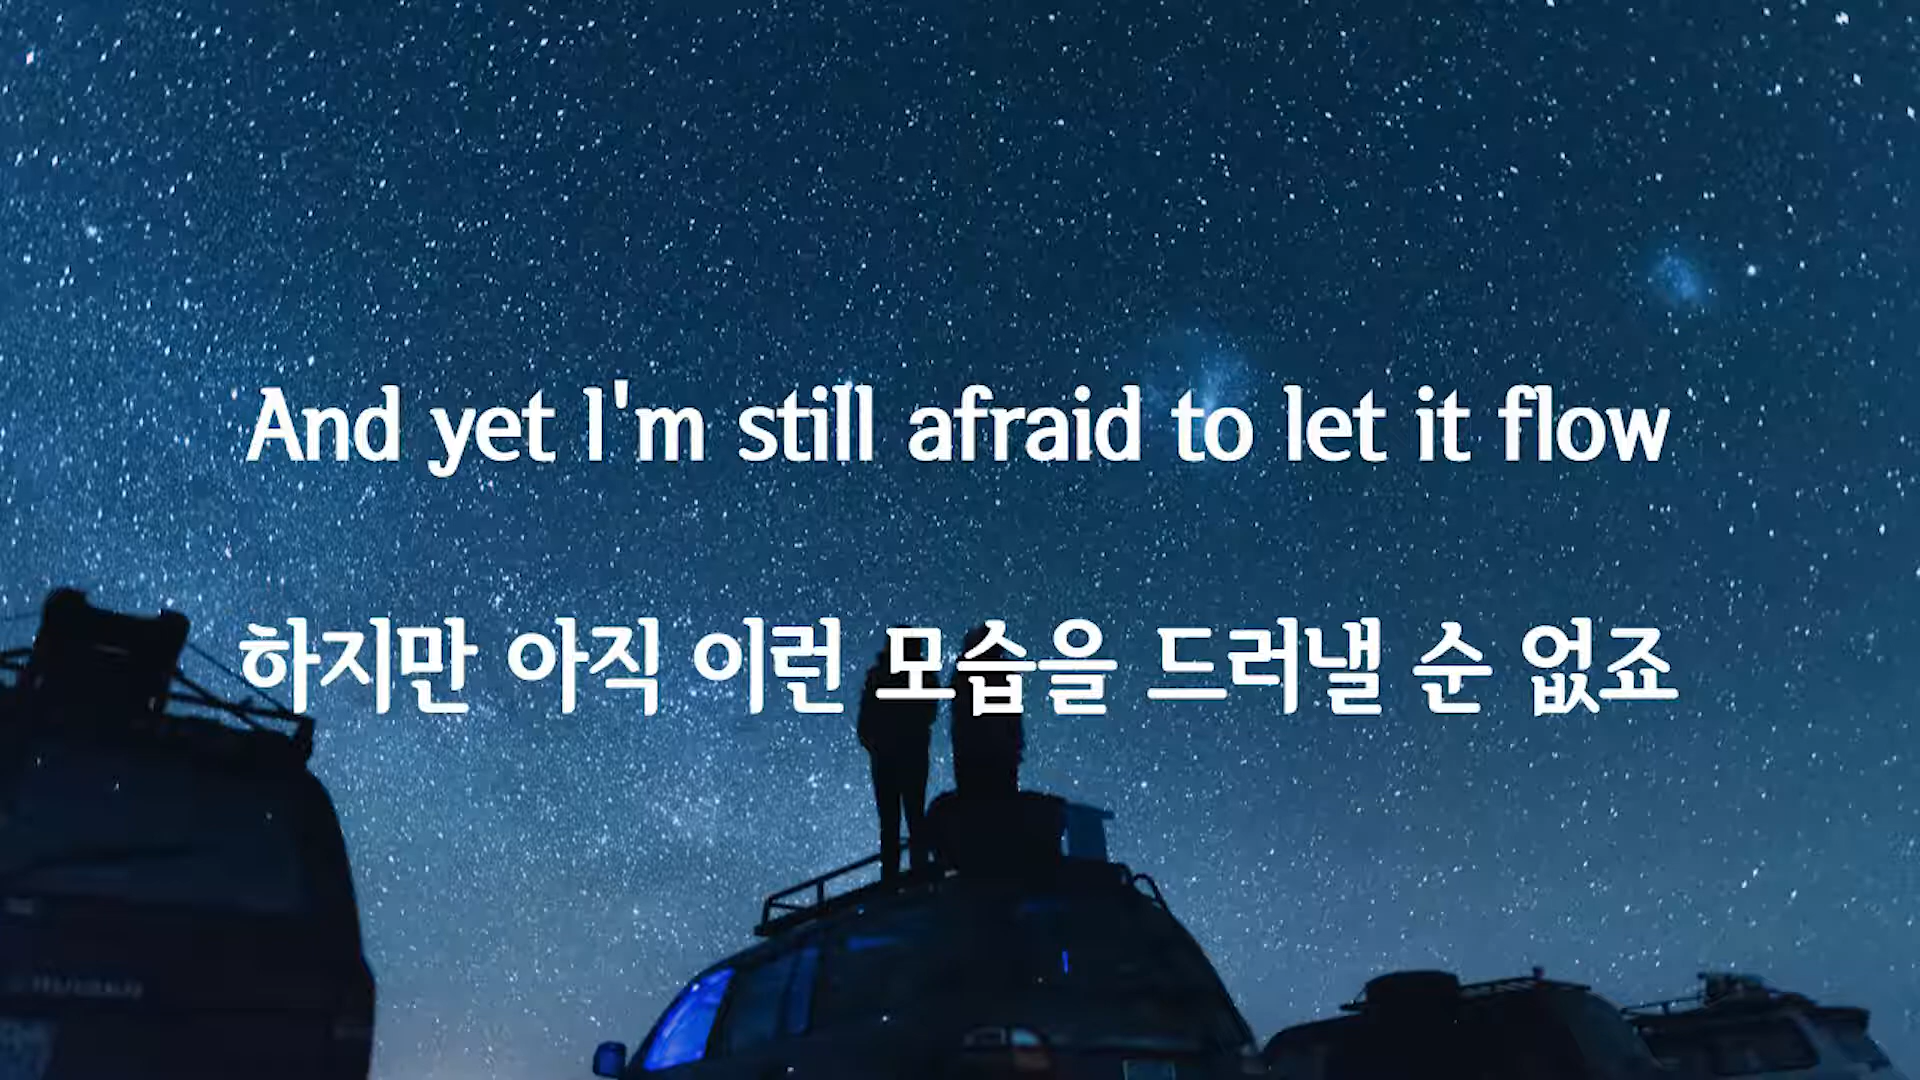 And yet I'm still afraid to let it flow
하지만 아직 이런 모습을 드러낼 순 없죠